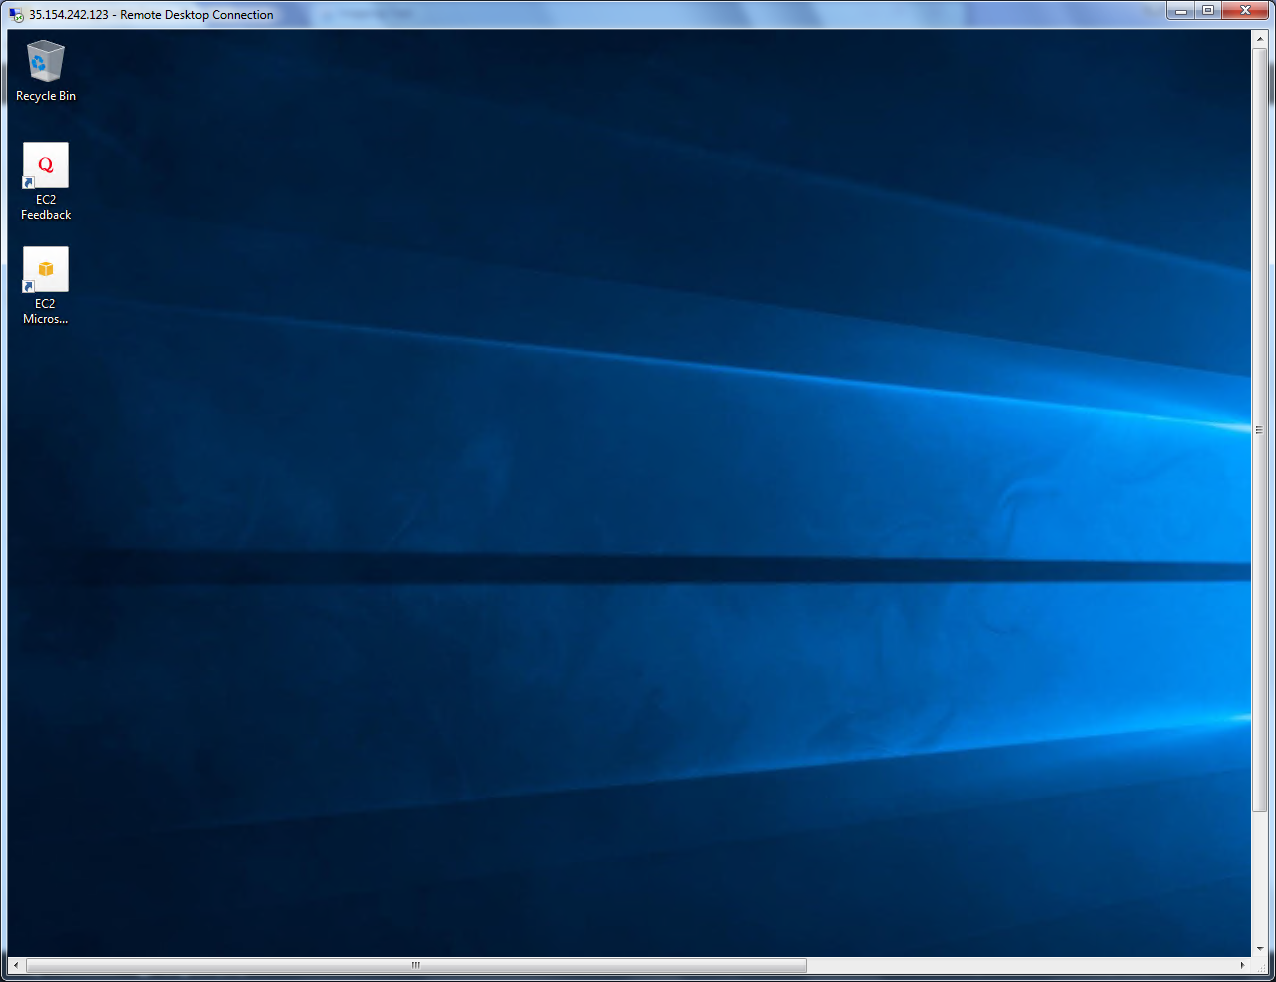 35.154.242.123 - Remote Desktop Connection
Recycle Bin
Q
EC2
Feedback
EC2
Micros...